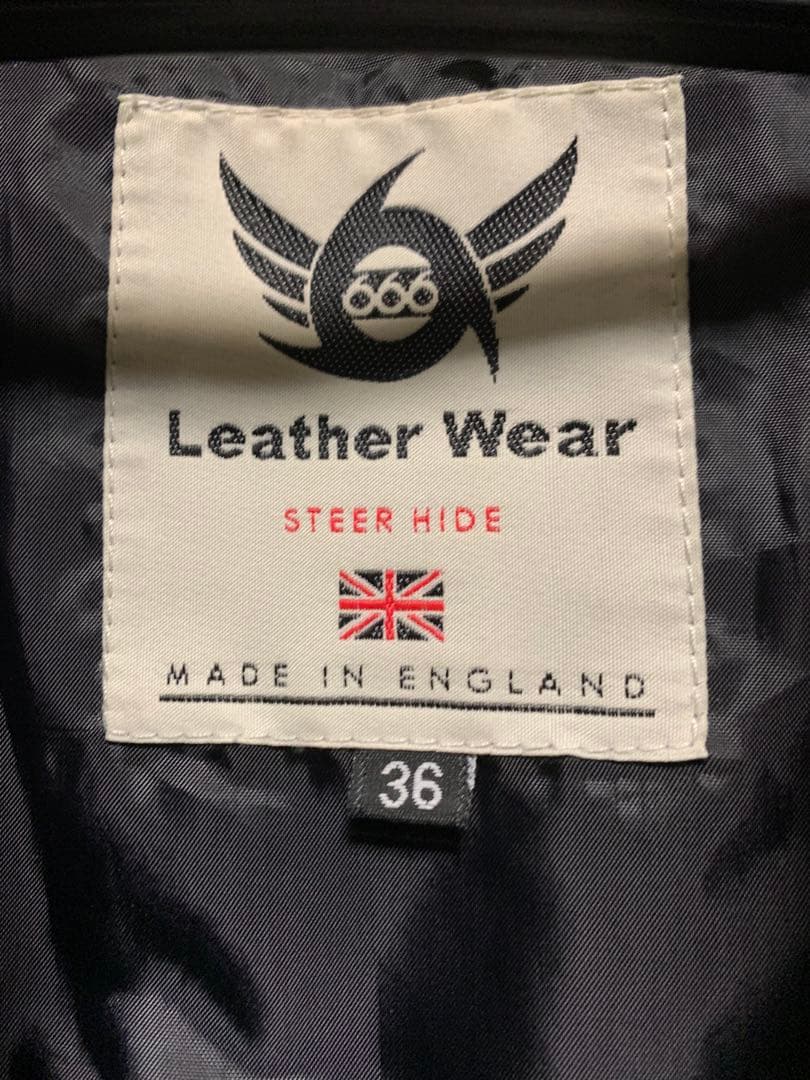 666
Leather Wear
STEER HIDE
MADE IN ENGLAND
36